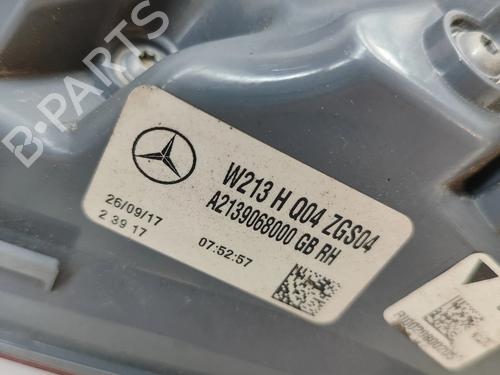 B-PARTS
W213 H Q04 ZGS04
A2139068000 GB RH
26/09/17
2 39 17
07:52:57